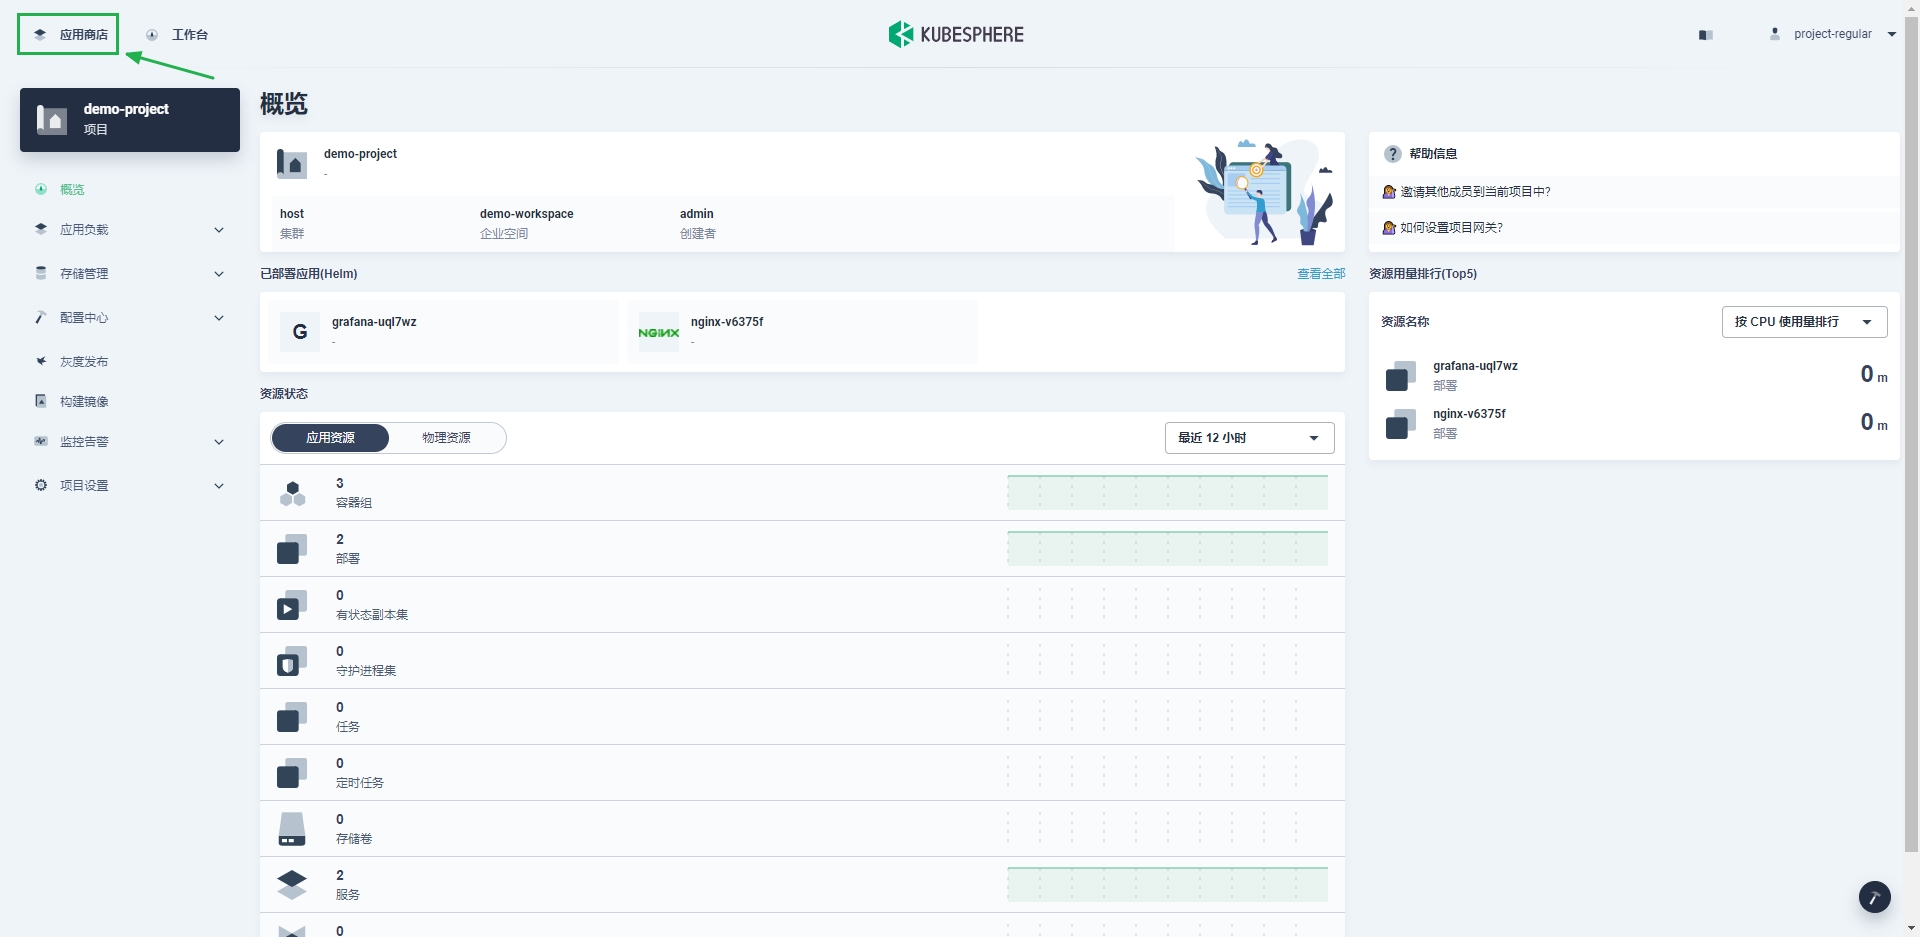 应用商店
工作台
KUBESPHERE
project-regular
demo-project
项目
概览
应用负载
存储管理
配置中心
灰度发布
构建镜像
监控告警
项目设置
概览
demo-project
-
host
集群
demo-workspace
企业空间
admin
创建者
已部署应用(Helm)
查看全部
G
grafana-uql7wz
-
NGINX
nginx-v6375f
-
资源状态
应用资源
物理资源
最近 12 小时
3
容器组
2
部署
0
有状态副本集
0
守护进程集
0
任务
0
定时任务
0
存储卷
2
服务
0
? 帮助信息
邀请其他成员到当前项目中?
如何设置项目网关?
资源用量排行(Top5)
资源名称
按 CPU 使用量排行
grafana-uql7wz
部署
0 m
nginx-v6375f
部署
0 m